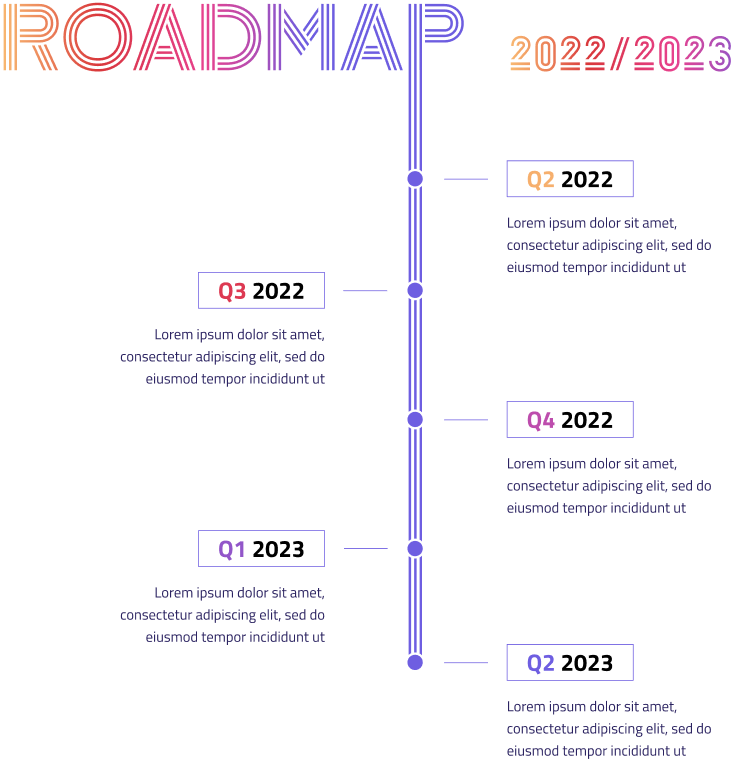 ROADMAP
2022/2023
Q2 2022
Lorem ipsum dolor sit amet,
consectetur adipiscing elit, sed do
eiusmod tempor incididunt ut
Q3 2022
Lorem ipsum dolor sit amet,
consectetur adipiscing elit, sed do
eiusmod tempor incididunt ut
Q4 2022
Lorem ipsum dolor sit amet,
consectetur adipiscing elit, sed do
eiusmod tempor incididunt ut
Q1 2023
Lorem ipsum dolor sit amet,
consectetur adipiscing elit, sed do
eiusmod tempor incididunt ut
Q2 2023
Lorem ipsum dolor sit amet,
consectetur adipiscing elit, sed do
eiusmod tempor incididunt ut